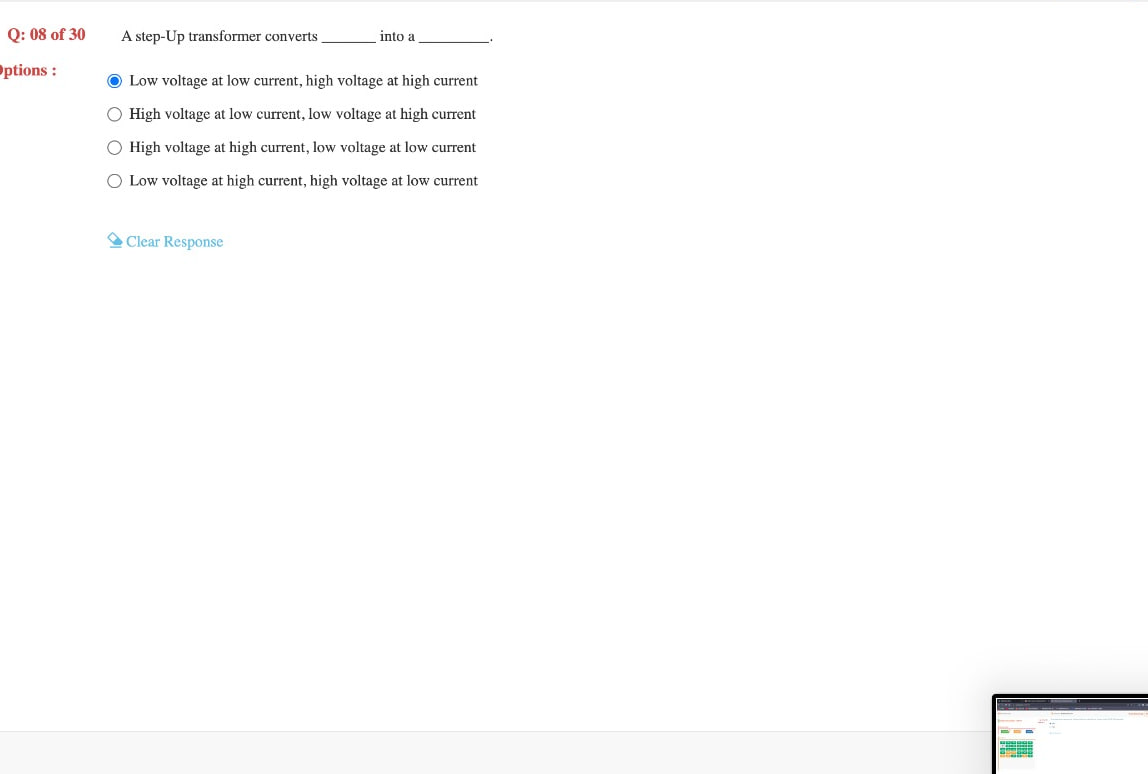 Q: 08 of 30 A step-Up transformer converts _______ into a _________.
ptions :
Low voltage at low current, high voltage at high current
High voltage at low current, low voltage at high current
High voltage at high current, low voltage at low current
Low voltage at high current, high voltage at low current
Clear Response